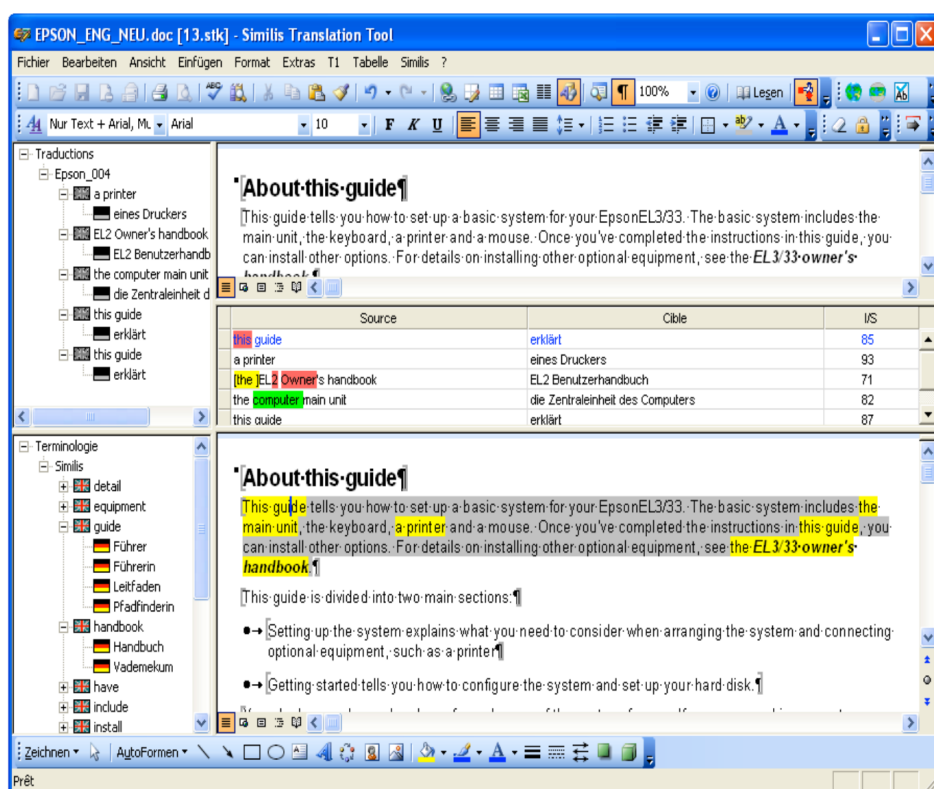 EPSON_ENG_NEU.doc [13.stk] - Similis Translation Tool
Fichier Bearbeiten Ansicht Einfügen Format Extras T1 Tabelle Similis ?
100% Lesen
Nur Text + Arial, Mu Arial 10 F K U
Traductions
Epson_004
a printer
eines Druckers
EL2 Owner's handbook
EL2 Benutzerhandb
the computer main unit
die Zentraleinheit d
this guide
erklärt
this guide
erklärt
About this guide¶
This guide tells you how to set up a basic system for your EpsonEL3/33. The basic system includes the
main unit, the keyboard, a printer and a mouse. Once you've completed the instructions in this guide, you
can install other options. For details on installing other optional equipment, see the EL3/33 owner's
handbook.¶
Source Cible I/S
this guide erklärt 85
a printer eines Druckers 93
[the ]EL2 Owner's handbook EL2 Benutzerhandbuch 71
the computer main unit die Zentraleinheit des Computers 82
this guide erklärt 87
Terminologie
Similis
detail
equipment
guide
Führer
Führerin
Leitfaden
Pfadfinderin
handbook
Handbuch
Vademekum
have
include
install
About this guide¶
This guide tells you how to set up a basic system for your EpsonEL3/33. The basic system includes the
main unit, the keyboard, a printer and a mouse. Once you've completed the instructions in this guide, you
can install other options. For details on installing other optional equipment, see the EL3/33 owner's
handbook.¶
This guide is divided into two main sections:¶
●→ Setting up the system explains what you need to consider when arranging the system and connecting
optional equipment, such as a printer¶
●→ Getting started tells you how to configure the system and set up your hard disk.¶
Zeichnen AutoFormen
Prêt